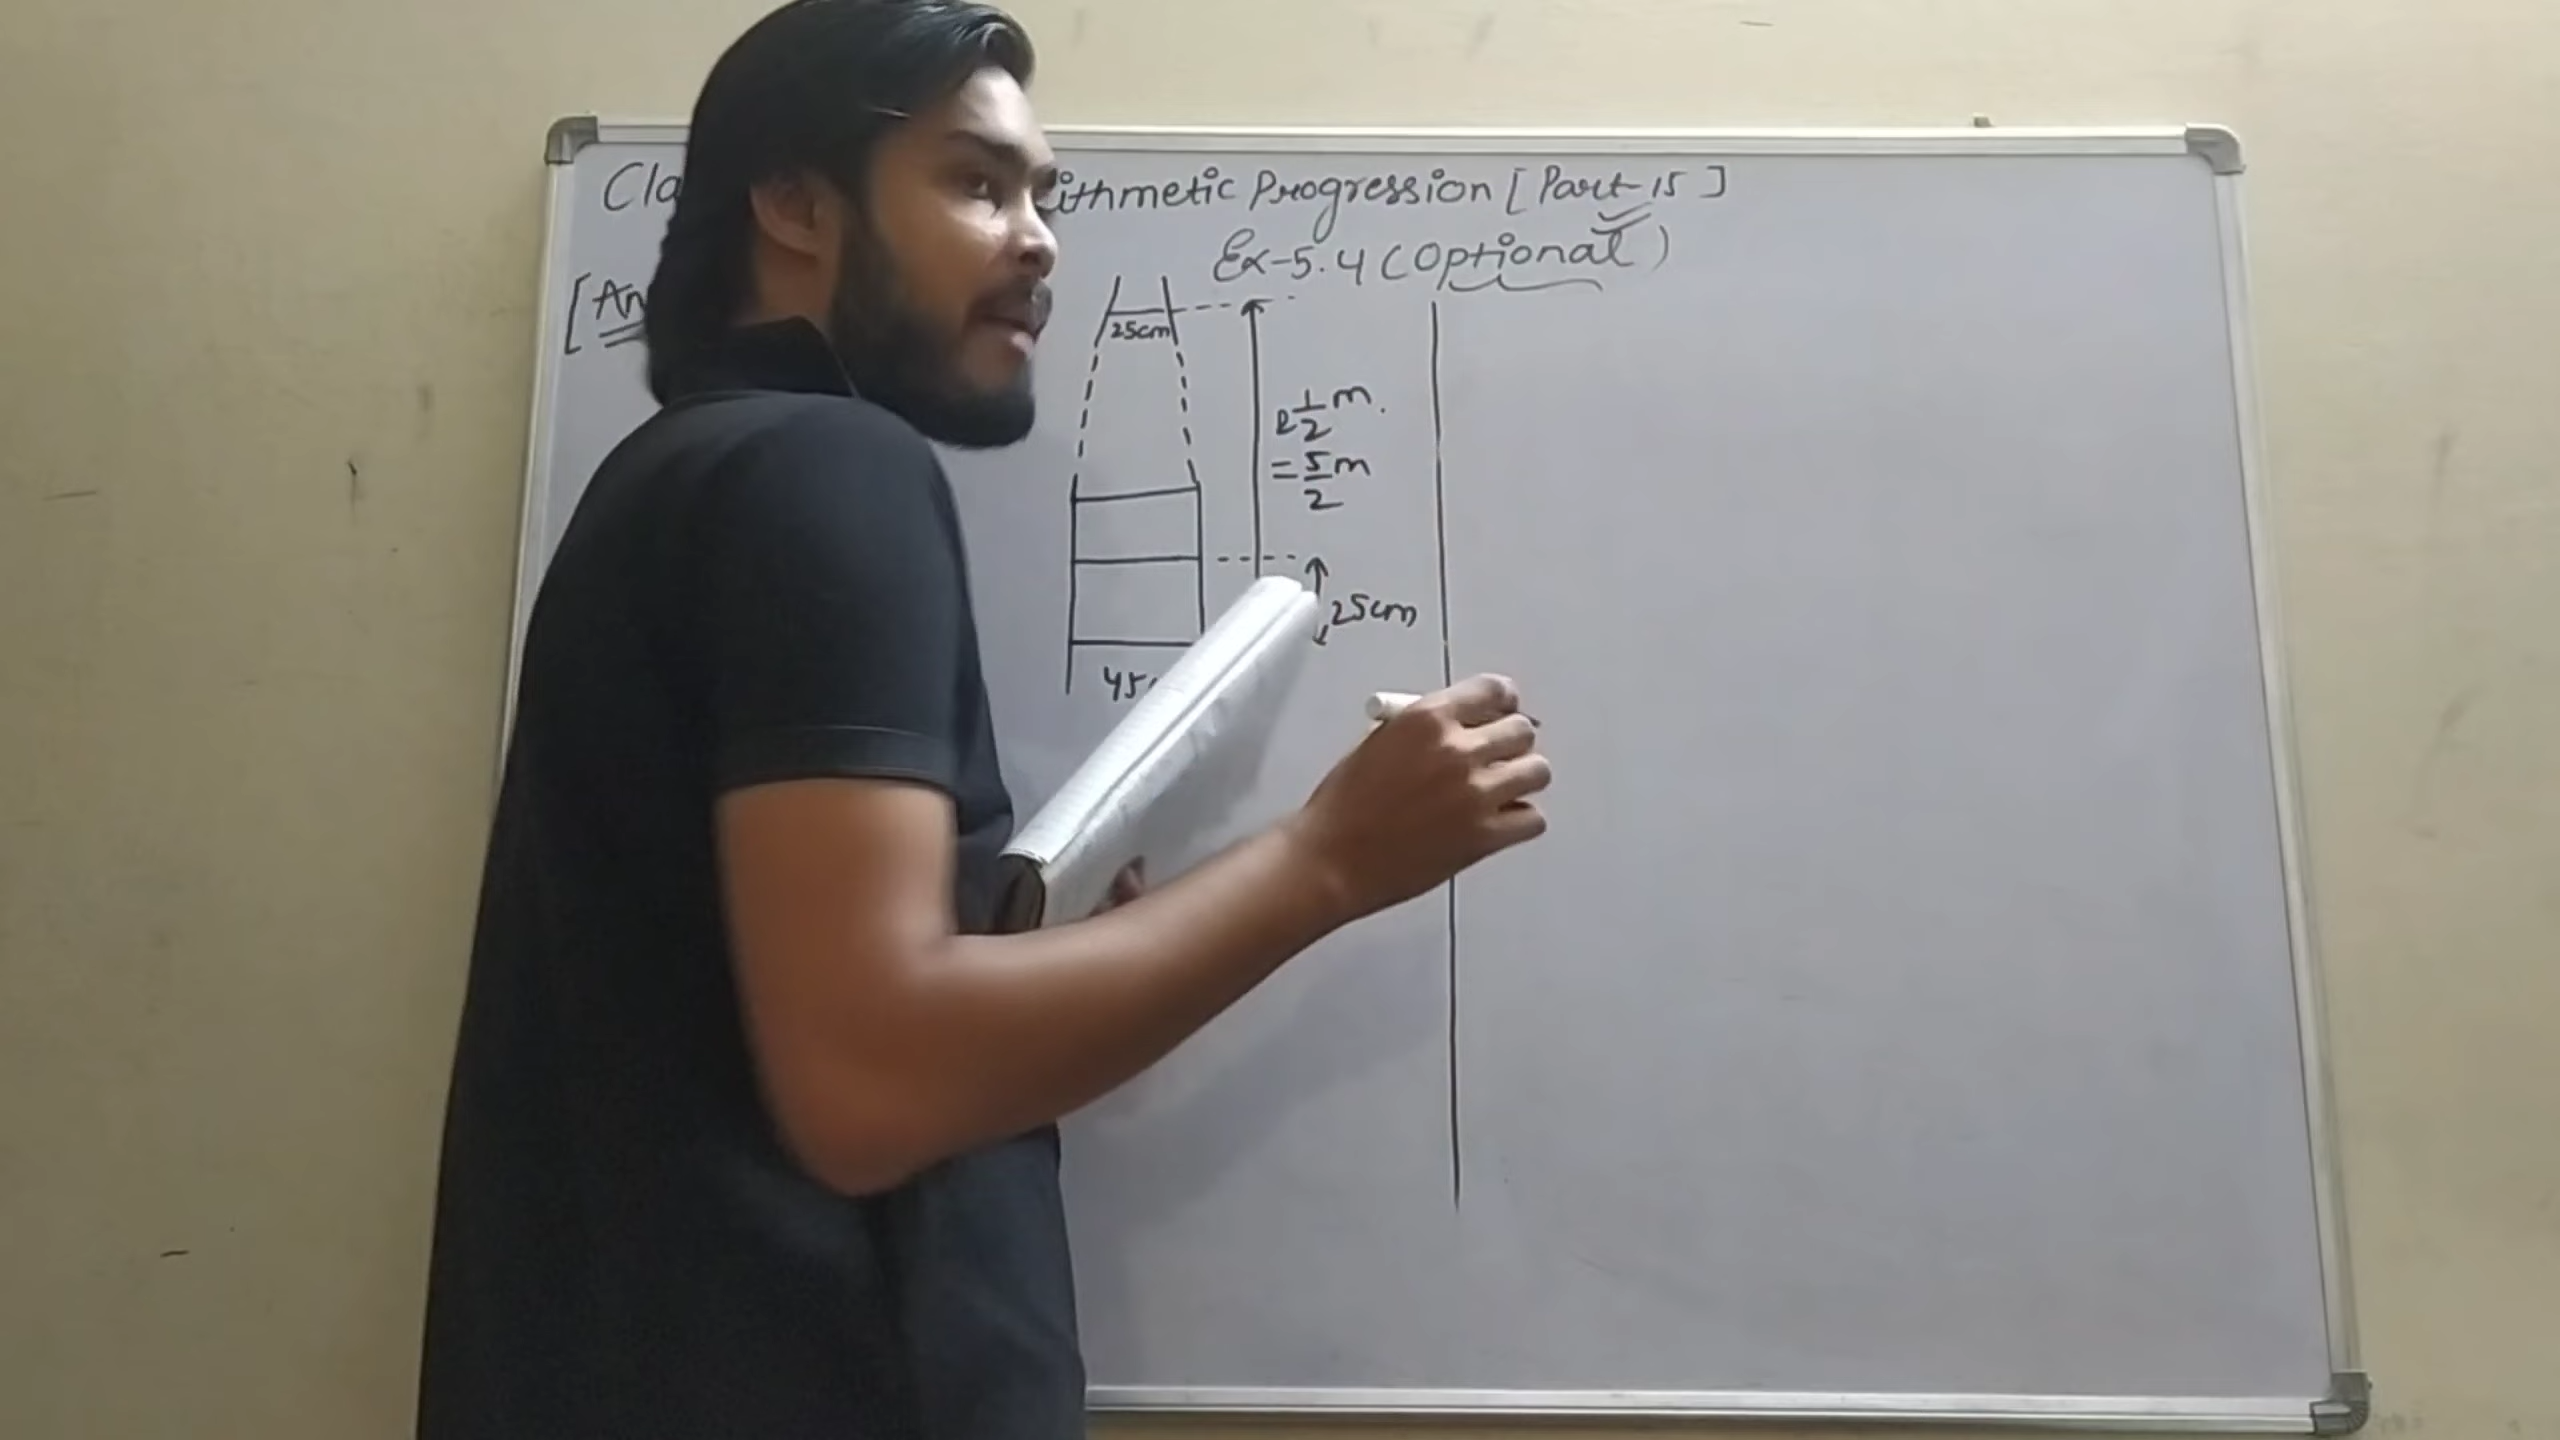 Cla ithmetic Progression [Part-15]
Ex-5.4 (Optional)
[An
25cm
2 1/2 m.
= 5/2 m
25cm
45